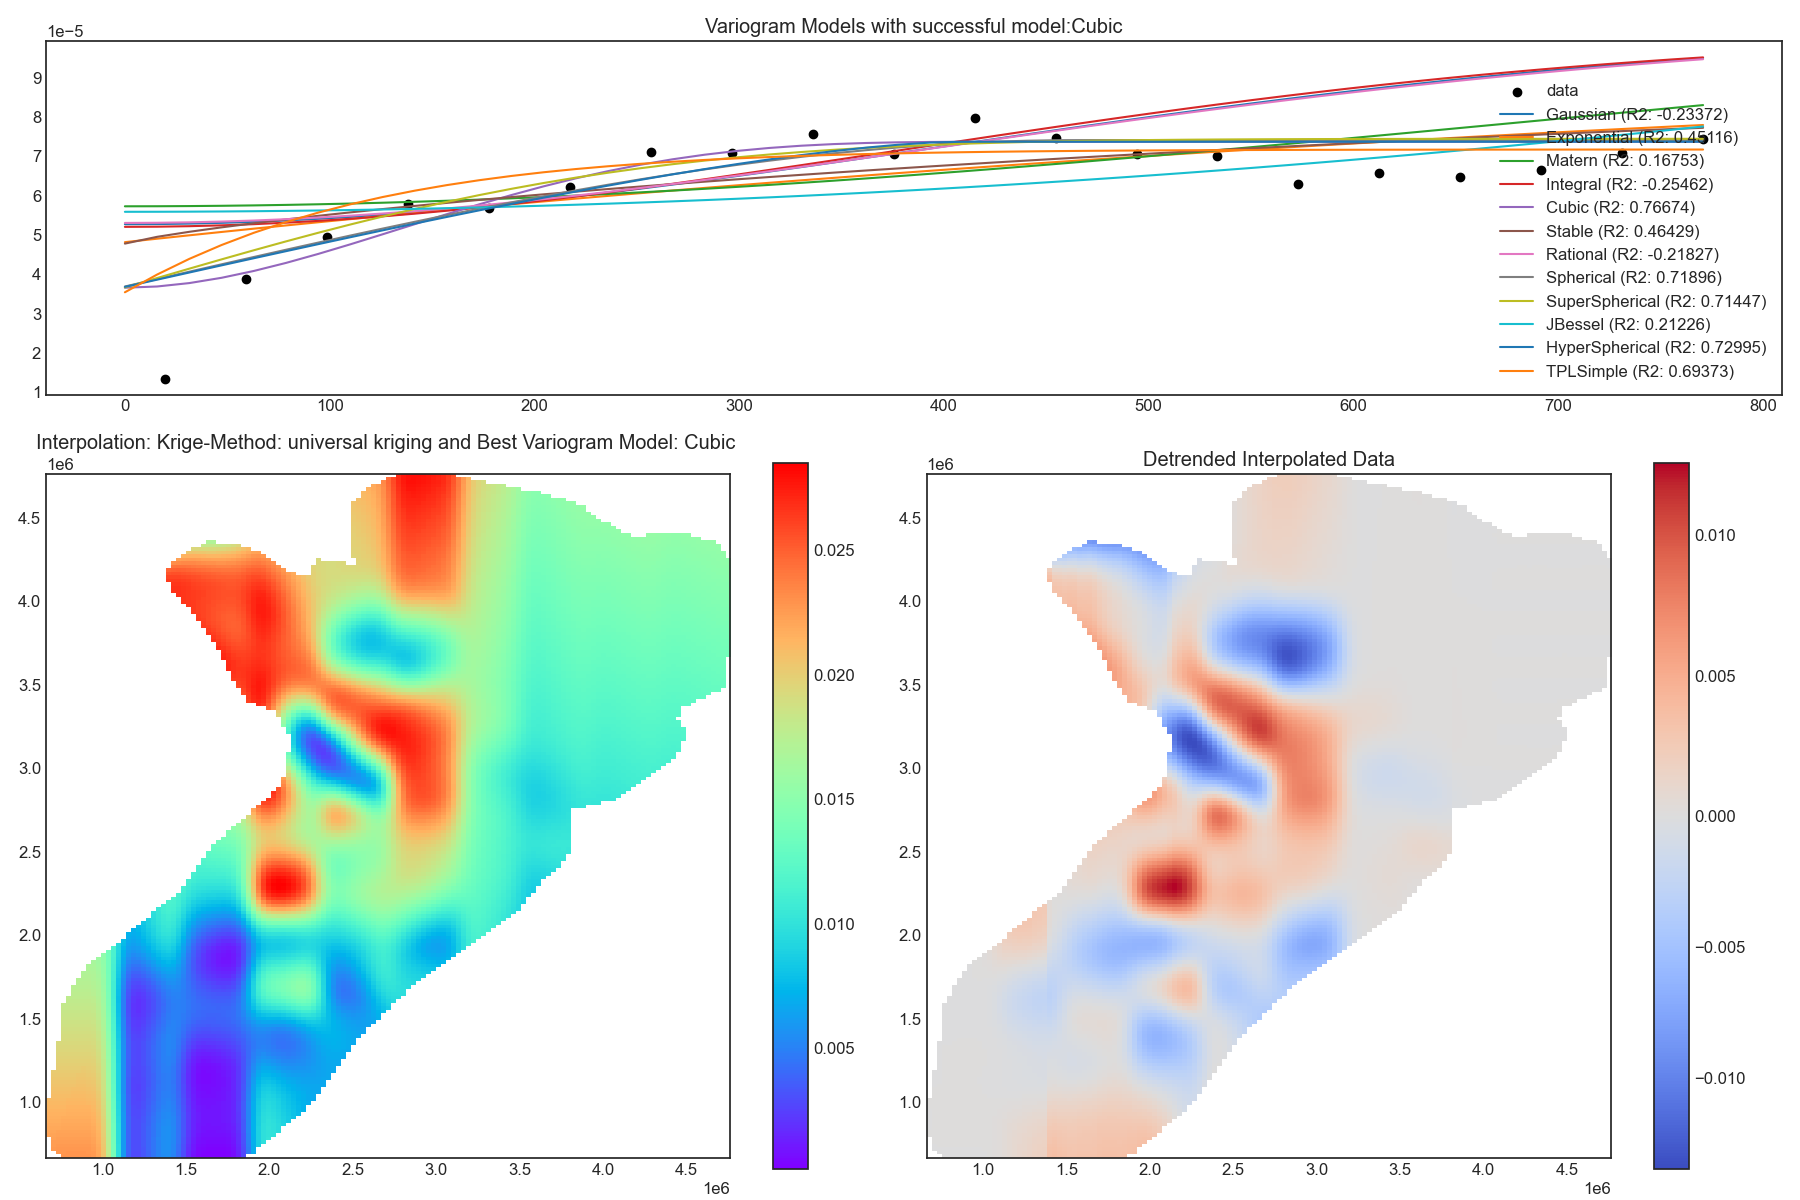 Variogram Models with successful model:Cubic
1e−5
9
8
7
6
5
4
3
2
1
0 100 200 300 400 500 600 700 800
data
Gaussian (R2: -0.23372)
Exponential (R2: 0.45116)
Matern (R2: 0.16753)
Integral (R2: -0.25462)
Cubic (R2: 0.76674)
Stable (R2: 0.46429)
Rational (R2: -0.21827)
Spherical (R2: 0.71896)
SuperSpherical (R2: 0.71447)
JBessel (R2: 0.21226)
HyperSpherical (R2: 0.72995)
TPLSimple (R2: 0.69373)
Interpolation: Krige-Method: universal kriging and Best Variogram Model: Cubic
1e6
4.5
4.0
3.5
3.0
2.5
2.0
1.5
1.0
1.0 1.5 2.0 2.5 3.0 3.5 4.0 4.5
1e6
0.025
0.020
0.015
0.010
0.005
Detrended Interpolated Data
1e6
4.5
4.0
3.5
3.0
2.5
2.0
1.5
1.0
1.0 1.5 2.0 2.5 3.0 3.5 4.0 4.5
1e6
0.010
0.005
0.000
−0.005
−0.010